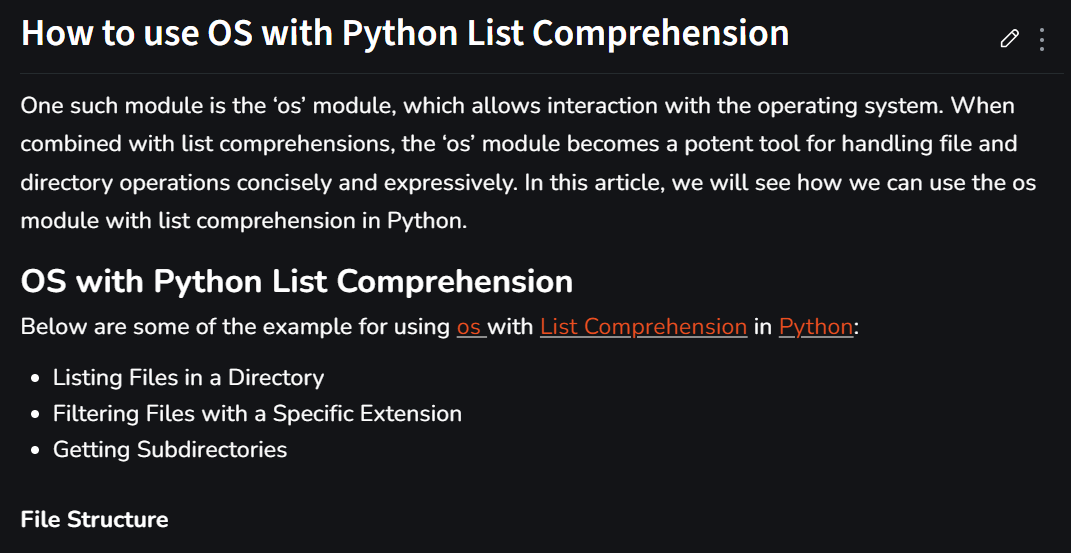 How to use OS with Python List Comprehension
One such module is the ‘os’ module, which allows interaction with the operating system. When
combined with list comprehensions, the ‘os’ module becomes a potent tool for handling file and
directory operations concisely and expressively. In this article, we will see how we can use the os
module with list comprehension in Python.
OS with Python List Comprehension
Below are some of the example for using os with List Comprehension in Python:
• Listing Files in a Directory
• Filtering Files with a Specific Extension
• Getting Subdirectories
File Structure